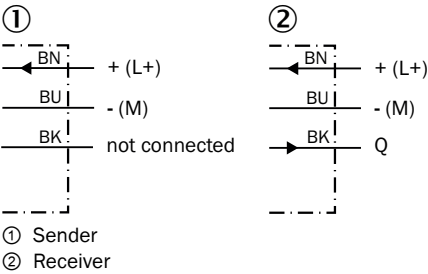 ① ②
BN + (L+) BN + (L+)
BU - (M) BU - (M)
BK not connected BK Q
① Sender
② Receiver